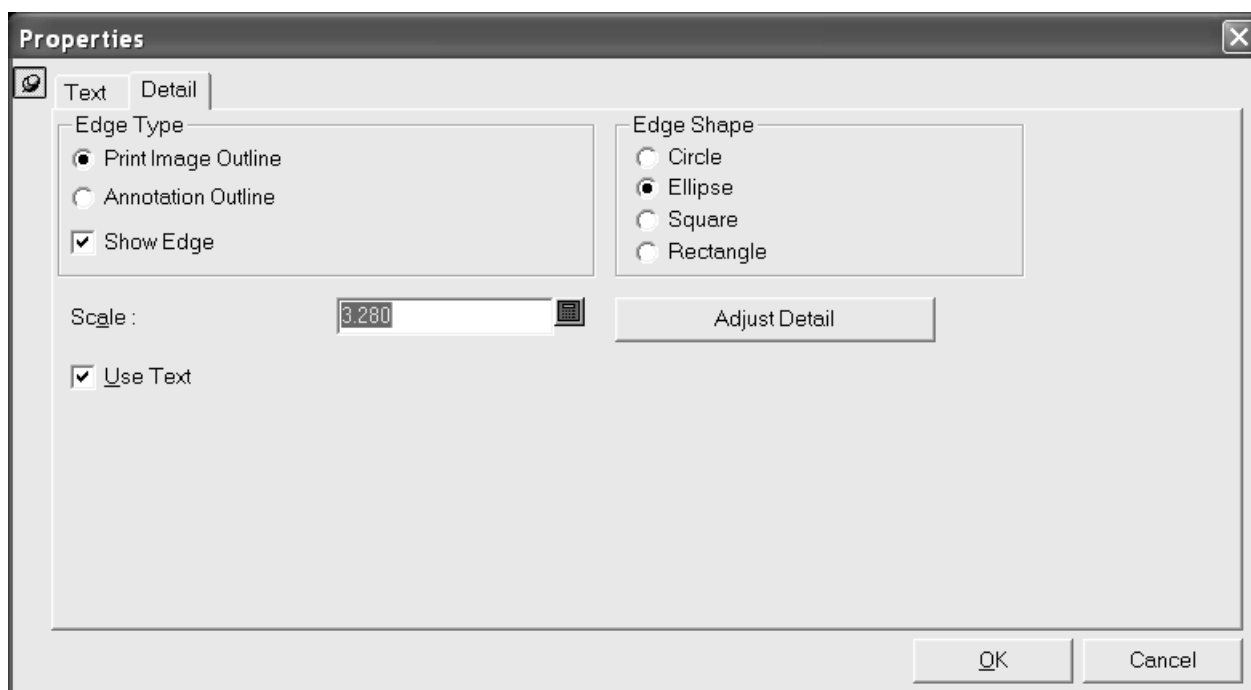 Properties
Text Detail
Edge Type
Print Image Outline
Annotation Outline
Show Edge
Edge Shape
Circle
Ellipse
Square
Rectangle
Scale :
3.280
Adjust Detail
Use Text
OK
Cancel